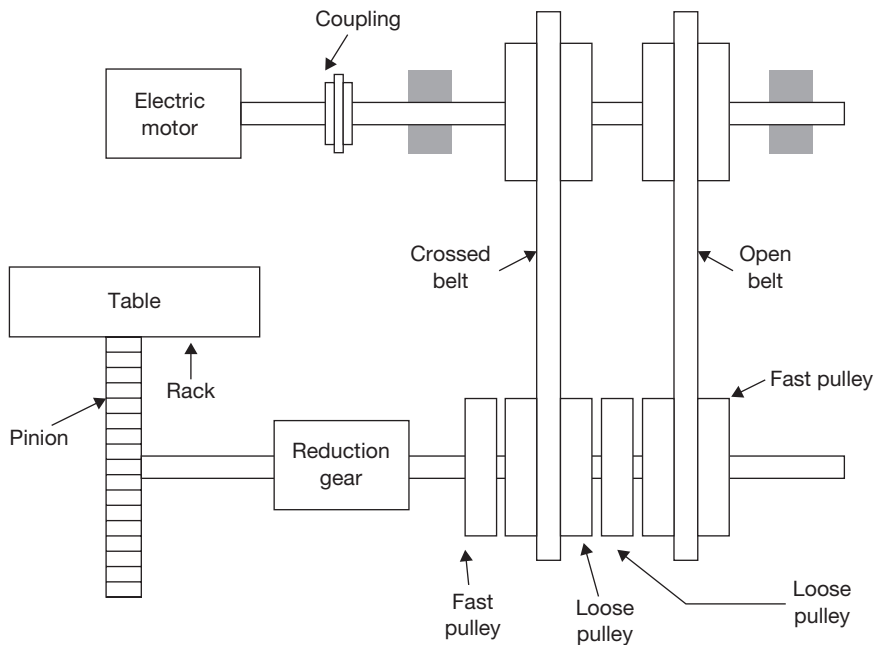 Coupling
Electric
motor
Crossed
belt
Open
belt
Table
Rack
Pinion
Reduction
gear
Fast pulley
Fast
pulley
Loose
pulley
Loose
pulley